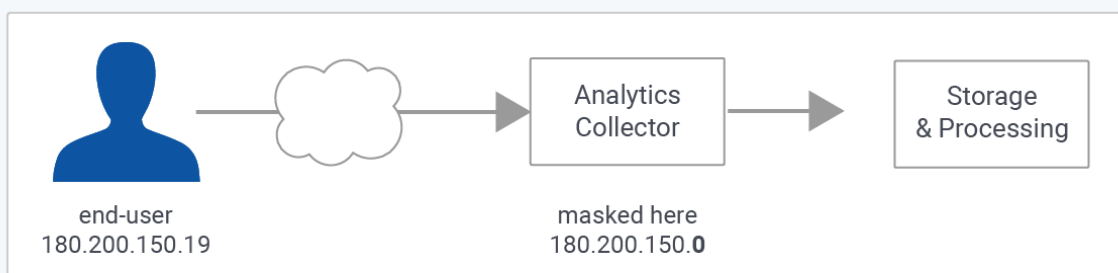 end-user
180.200.150.19
Analytics
Collector
masked here
180.200.150.0
Storage
& Processing